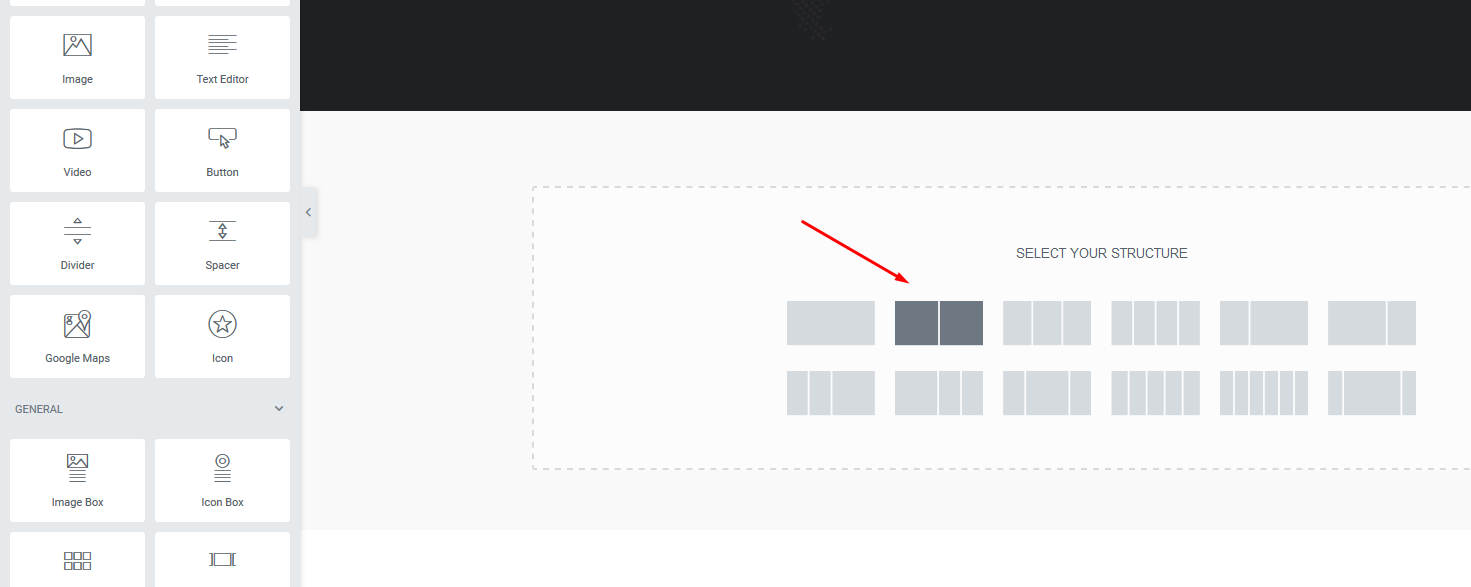 Image
Text Editor
Video
Button
Divider
Spacer
Google Maps
Icon
GENERAL
Image Box
Icon Box
SELECT YOUR STRUCTURE